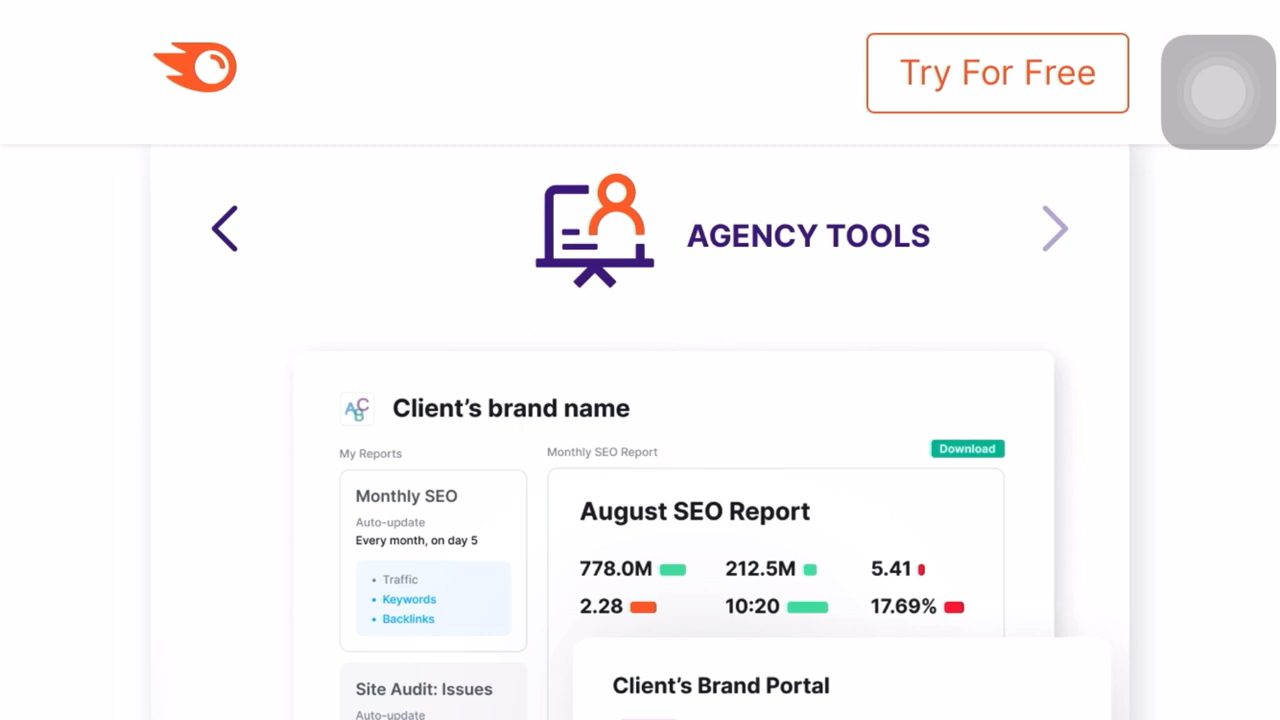 Try For Free
AGENCY TOOLS
ABC
Client's brand name
My Reports
Monthly SEO Report
Download
Monthly SEO
Auto-update
Every month, on day 5
• Traffic
• Keywords
• Backlinks
August SEO Report
778.0M 212.5M 5.41
2.28 10:20 17.69%
Site Audit: Issues
Auto-update
Client's Brand Portal